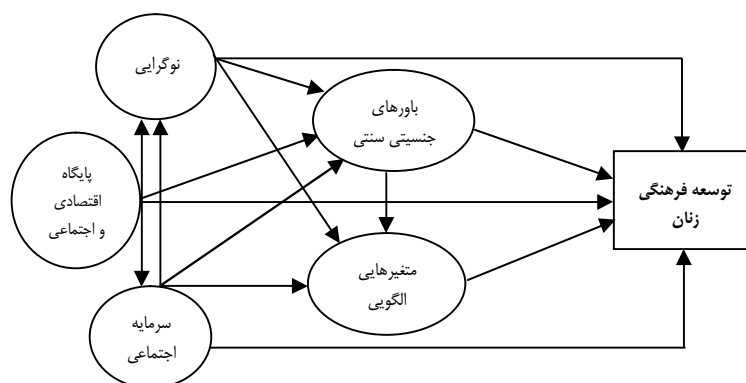 نوگرایی
باورهای
جنسیتی سنتی
پایگاه
اقتصادی
و اجتماعی
توسعه فرهنگی
زنان
متغیرهایی
الگویی
سرمایه
اجتماعی